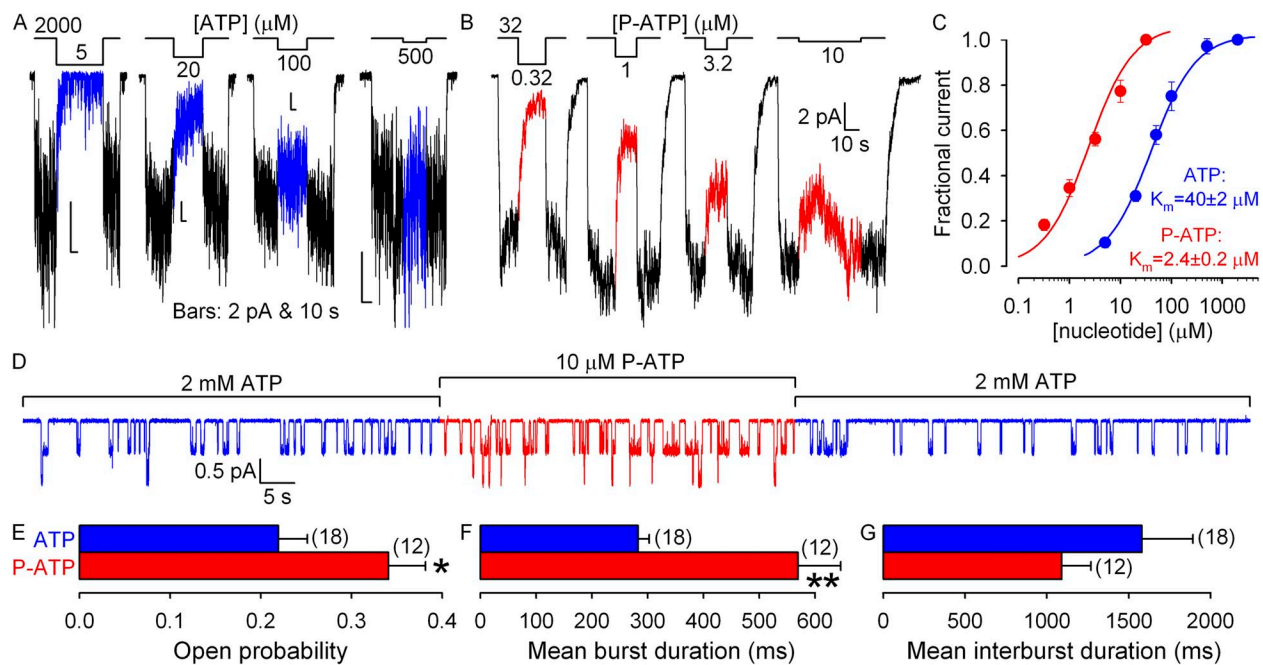 A
[ATP] (μM)
2000
5
20
100
500
Bars: 2 pA & 10 s
B
[P-ATP] (μM)
32
0.32
1
3.2
10
2 pA
10 s
C
Fractional current
1.0
0.8
0.6
0.4
0.2
0.0
ATP:
Km=40±2 μM
P-ATP:
Km=2.4±0.2 μM
0.1 1 10 100 1000
[nucleotide] (μM)
D
2 mM ATP
10 μM P-ATP
2 mM ATP
0.5 pA
5 s
E
ATP
P-ATP
(18)
(12)
*
0.0 0.1 0.2 0.3 0.4
Open probability
F
(18)
(12)
**
0 100 200 300 400 500 600
Mean burst duration (ms)
G
(18)
(12)
0 500 1000 1500 2000
Mean interburst duration (ms)